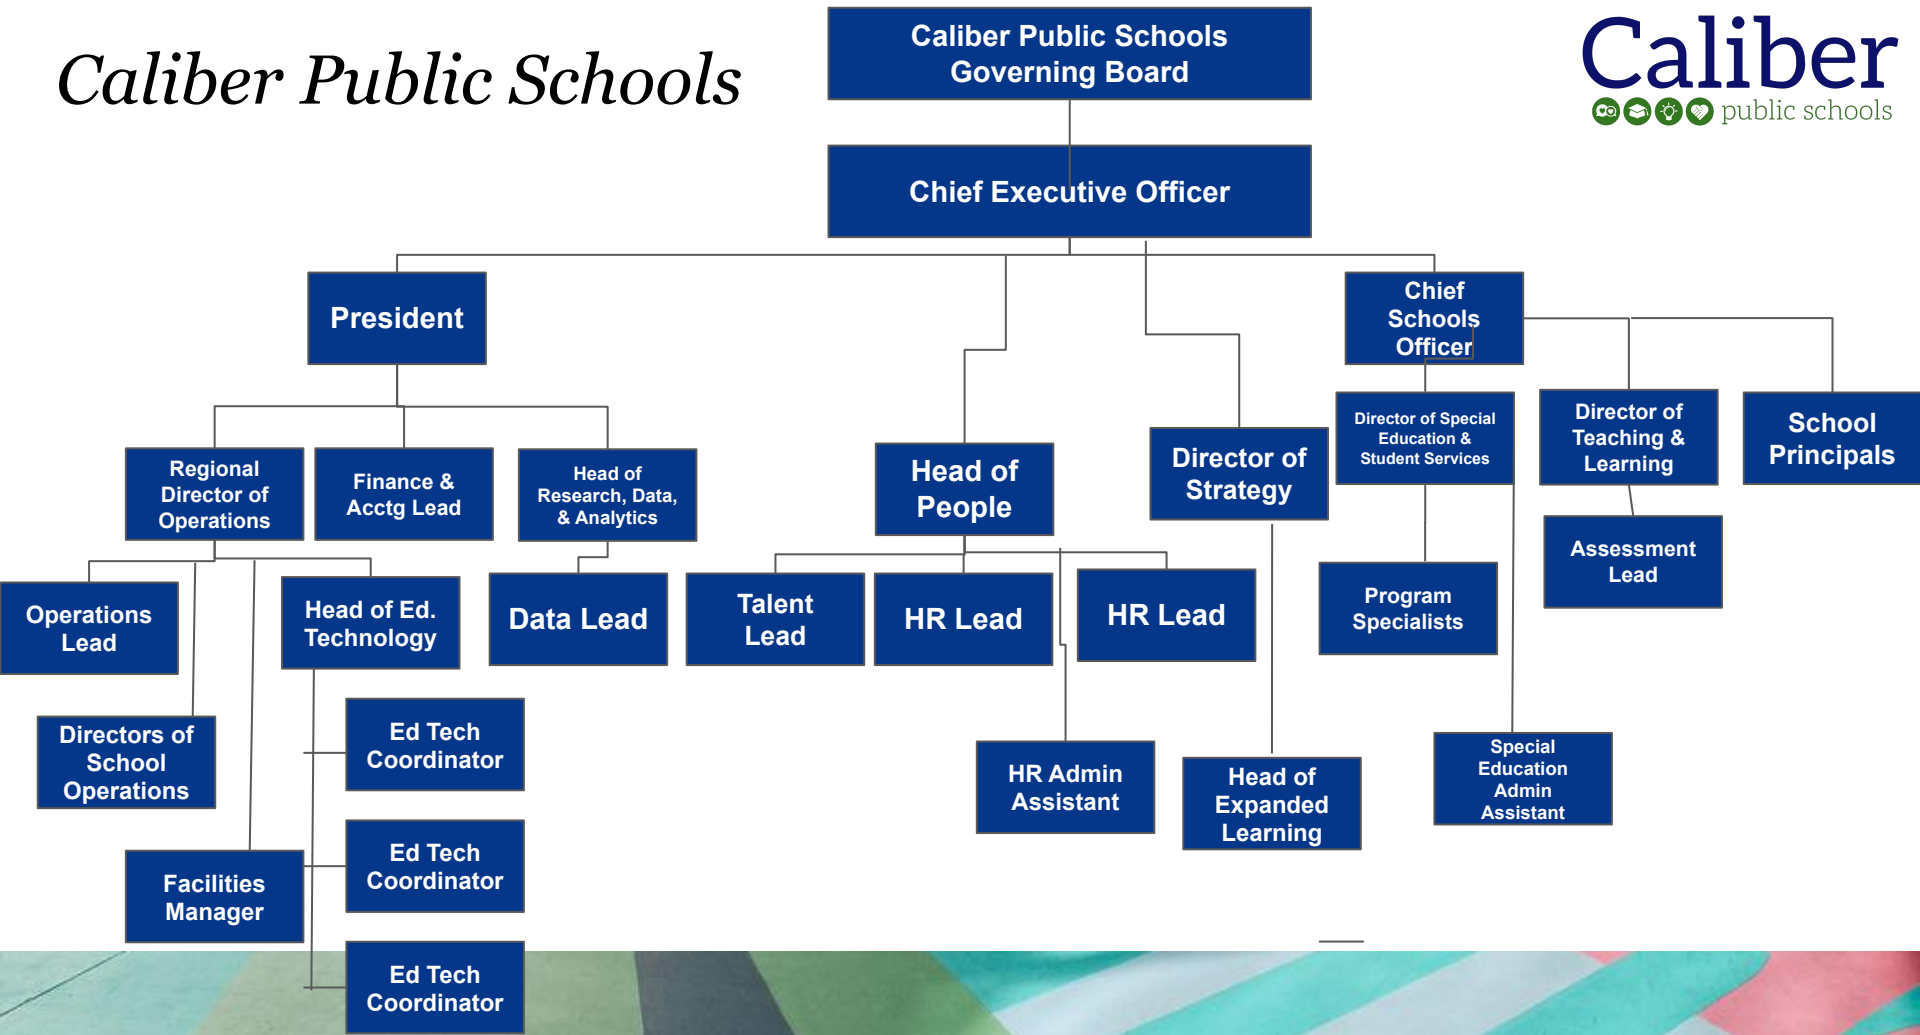 Caliber Public Schools
Caliber Public Schools
Governing Board
Caliber
public schools
Chief Executive Officer
President
Chief
Schools
Officer
Head of
People
Director of
Strategy
Director of Special
Education &
Student Services
Director of
Teaching &
Learning
School
Principals
Regional
Director of
Operations
Finance &
Acctg Lead
Head of
Research, Data,
& Analytics
Operations
Lead
Head of Ed.
Technology
Data Lead
Talent
Lead
HR Lead
HR Lead
Program
Specialists
Assessment
Lead
Directors of
School
Operations
Ed Tech
Coordinator
HR Admin
Assistant
Head of
Expanded
Learning
Special
Education
Admin
Assistant
Facilities
Manager
Ed Tech
Coordinator
Ed Tech
Coordinator